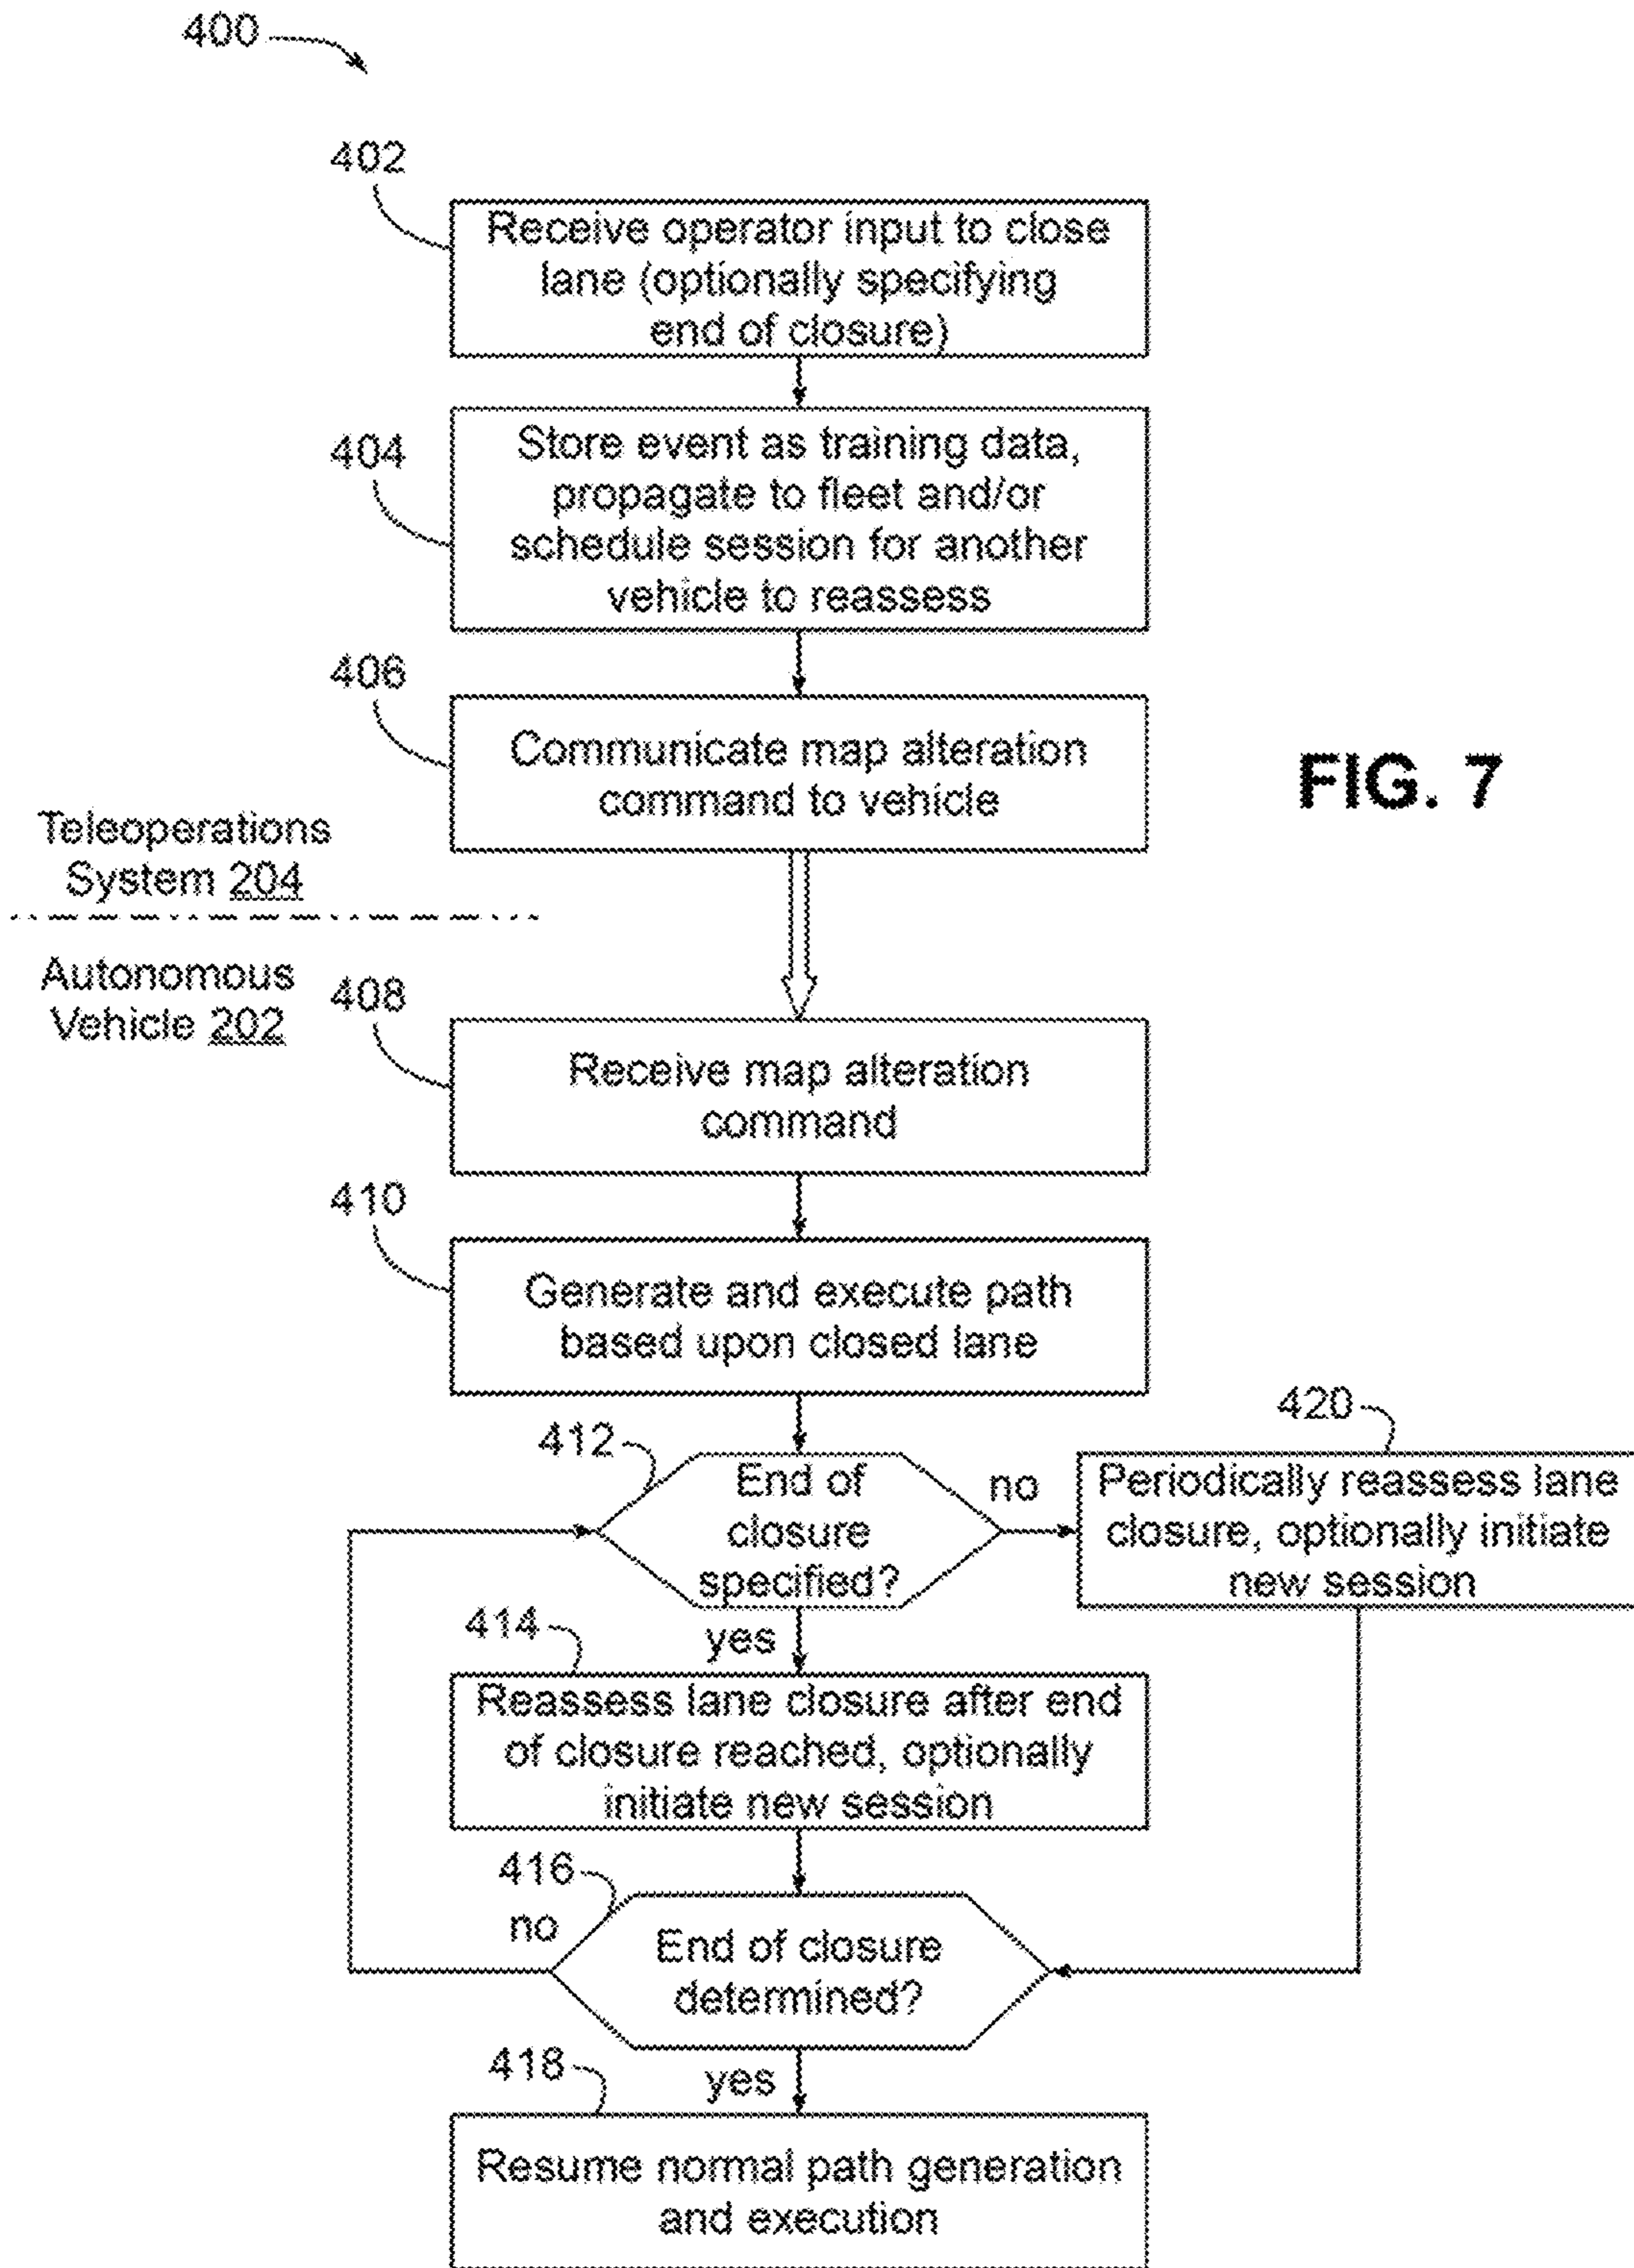 400
402
Receive operator input to close
lane (optionally specifying
end of closure)
404
Store event as training data,
propagate to fleet and/or
schedule session for another
vehicle to reassess
406
Communicate map alteration
command to vehicle
FIG. 7
Teleoperations
System 204
Autonomous
Vehicle 202
408
Receive map alteration
command
410
Generate and execute path
based upon closed lane
412
End of
closure
specified?
no
420
Periodically reassess lane
closure, optionally initiate
new session
yes
414
Reassess lane closure after end
of closure reached, optionally
initiate new session
416
no
End of closure
determined?
yes
418
Resume normal path generation
and execution